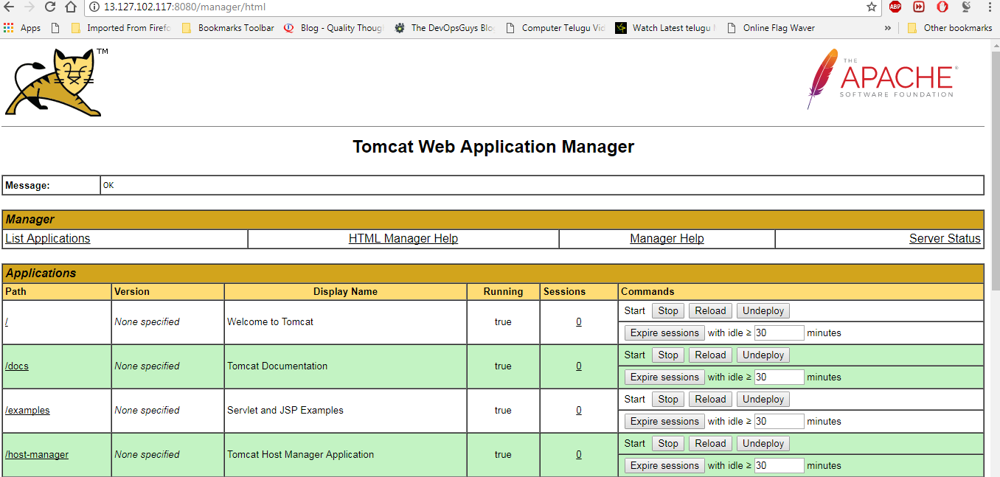 13.127.102.117:8080/manager/html
ABP
Apps Imported From Firefo Bookmarks Toolbar Blog - Quality Thoug The DevOpsGuys Blo Computer Telugu Vid Watch Latest telugu Online Flag Waver » Other bookmarks
TM
THE
APACHE®
SOFTWARE FOUNDATION
Tomcat Web Application Manager
Message: OK
Manager
List Applications HTML Manager Help Manager Help Server Status
Applications
Path Version Display Name Running Sessions Commands
/ None specified Welcome to Tomcat true 0 Start Stop Reload Undeploy
Expire sessions with idle ≥ 30 minutes
/docs None specified Tomcat Documentation true 0 Start Stop Reload Undeploy
Expire sessions with idle ≥ 30 minutes
/examples None specified Servlet and JSP Examples true 0 Start Stop Reload Undeploy
Expire sessions with idle ≥ 30 minutes
/host-manager None specified Tomcat Host Manager Application true 0 Start Stop Reload Undeploy
Expire sessions with idle ≥ 30 minutes